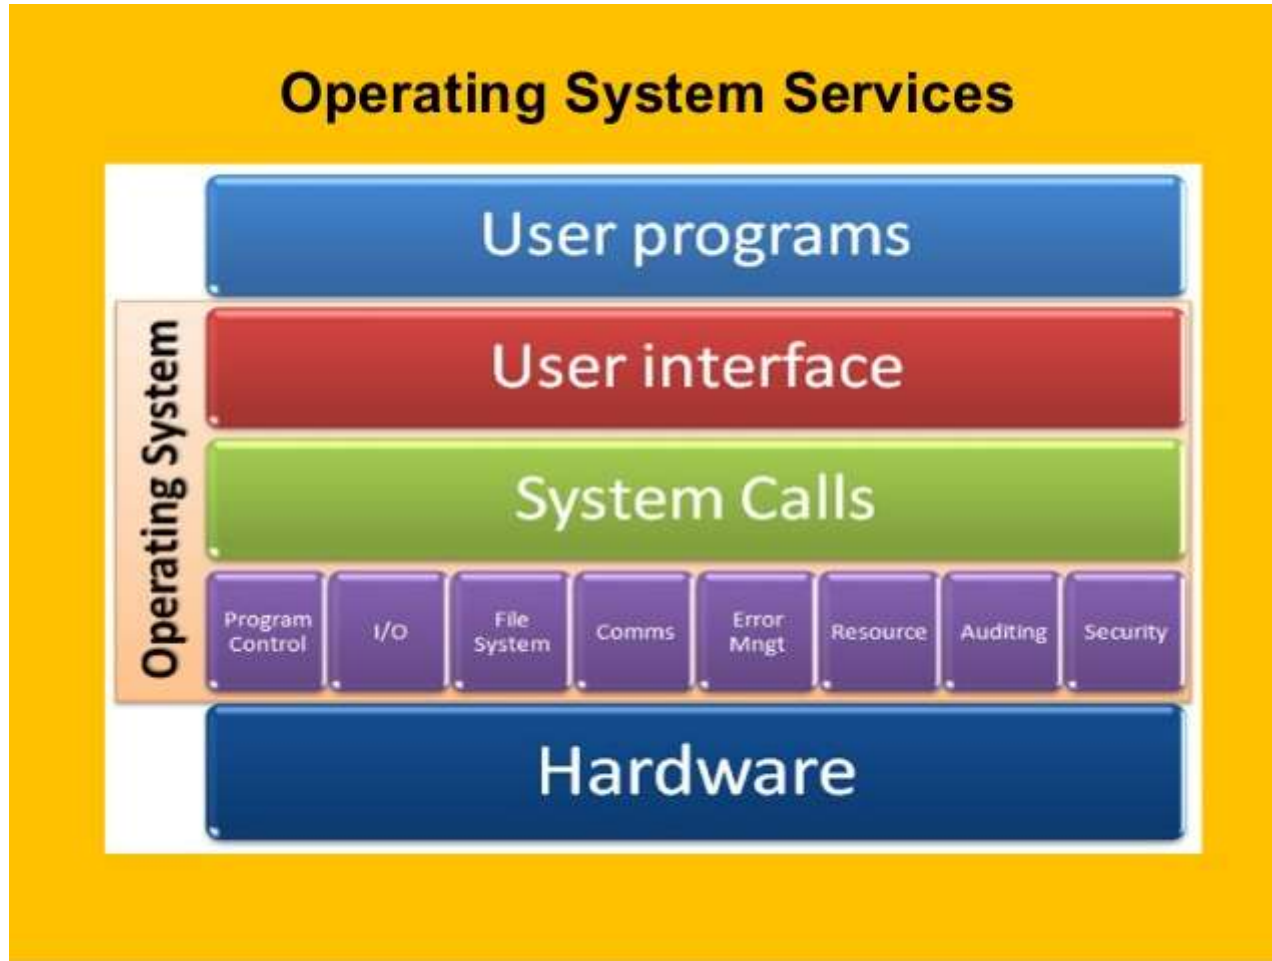 Operating System Services
User programs
Operating System
User interface
System Calls
Program
Control
I/O
File
System
Comms
Error
Mngt
Resource
Auditing
Security
Hardware